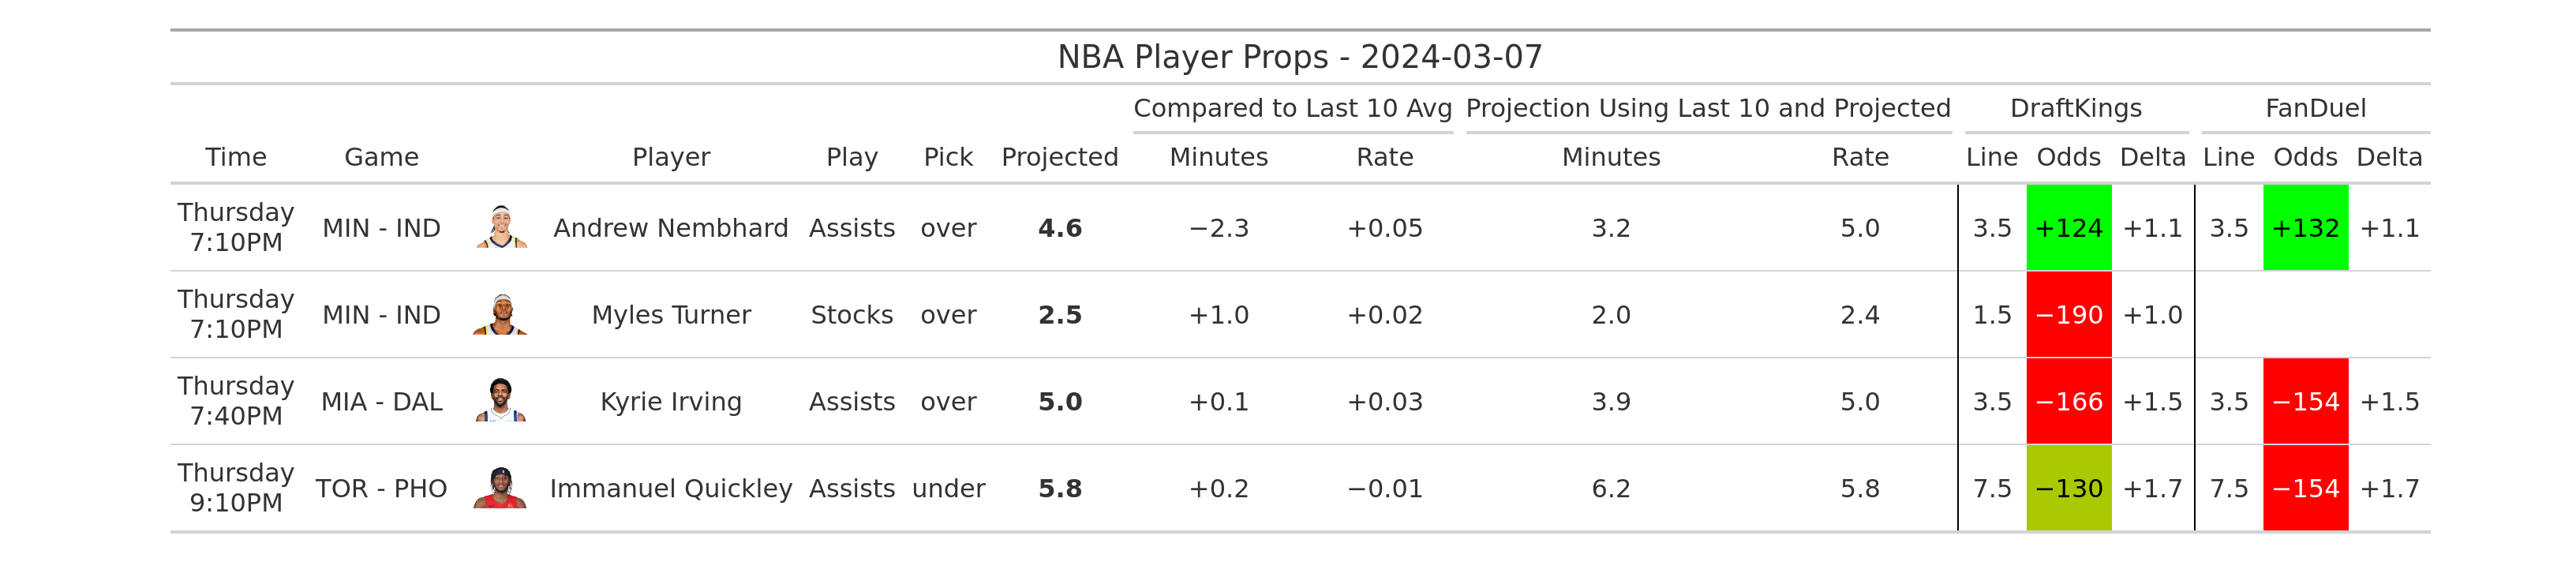 NBA Player Props - 2024-03-07
Compared to Last 10 Avg Projection Using Last 10 and Projected DraftKings FanDuel
Time Game Player Play Pick Projected Minutes Rate Minutes Rate Line Odds Delta Line Odds Delta
Thursday
7:10PM MIN - IND Andrew Nembhard Assists over 4.6 −2.3 +0.05 3.2 5.0 3.5 +124 +1.1 3.5 +132 +1.1
Thursday
7:10PM MIN - IND Myles Turner Stocks over 2.5 +1.0 +0.02 2.0 2.4 1.5 −190 +1.0
Thursday
7:40PM MIA - DAL Kyrie Irving Assists over 5.0 +0.1 +0.03 3.9 5.0 3.5 −166 +1.5 3.5 −154 +1.5
Thursday
9:10PM TOR - PHO Immanuel Quickley Assists under 5.8 +0.2 −0.01 6.2 5.8 7.5 −130 +1.7 7.5 −154 +1.7